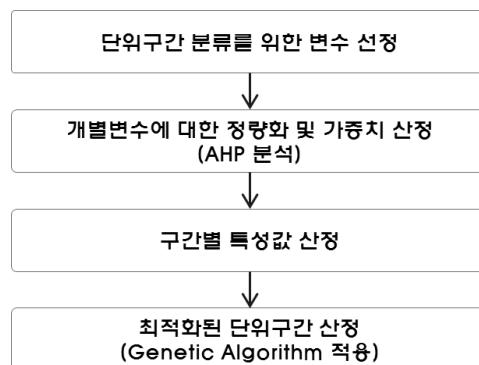 단위구간 분류를 위한 변수 선정
개별변수에 대한 정량화 및 가중치 산정
(AHP 분석)
구간별 특성값 산정
최적화된 단위구간 산정
(Genetic Algorithm 적용)